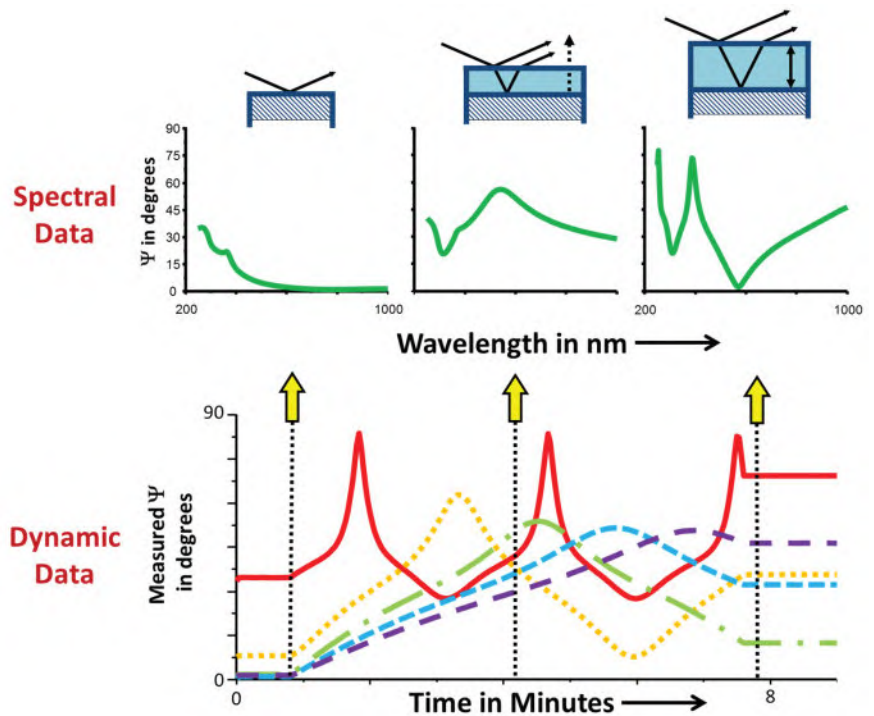 Spectral
Data
Ψ in degrees
90
75
60
45
30
15
0
200
1000
200
1000
Wavelength in nm
Dynamic
Data
Measured Ψ
in degrees
90
0
0
8
Time in Minutes